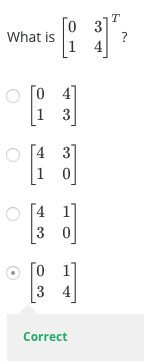 What is [0 3
1 4]^T ?
[0 4
1 3]
[4 3
1 0]
[4 1
3 0]
[0 1
3 4]
Correct